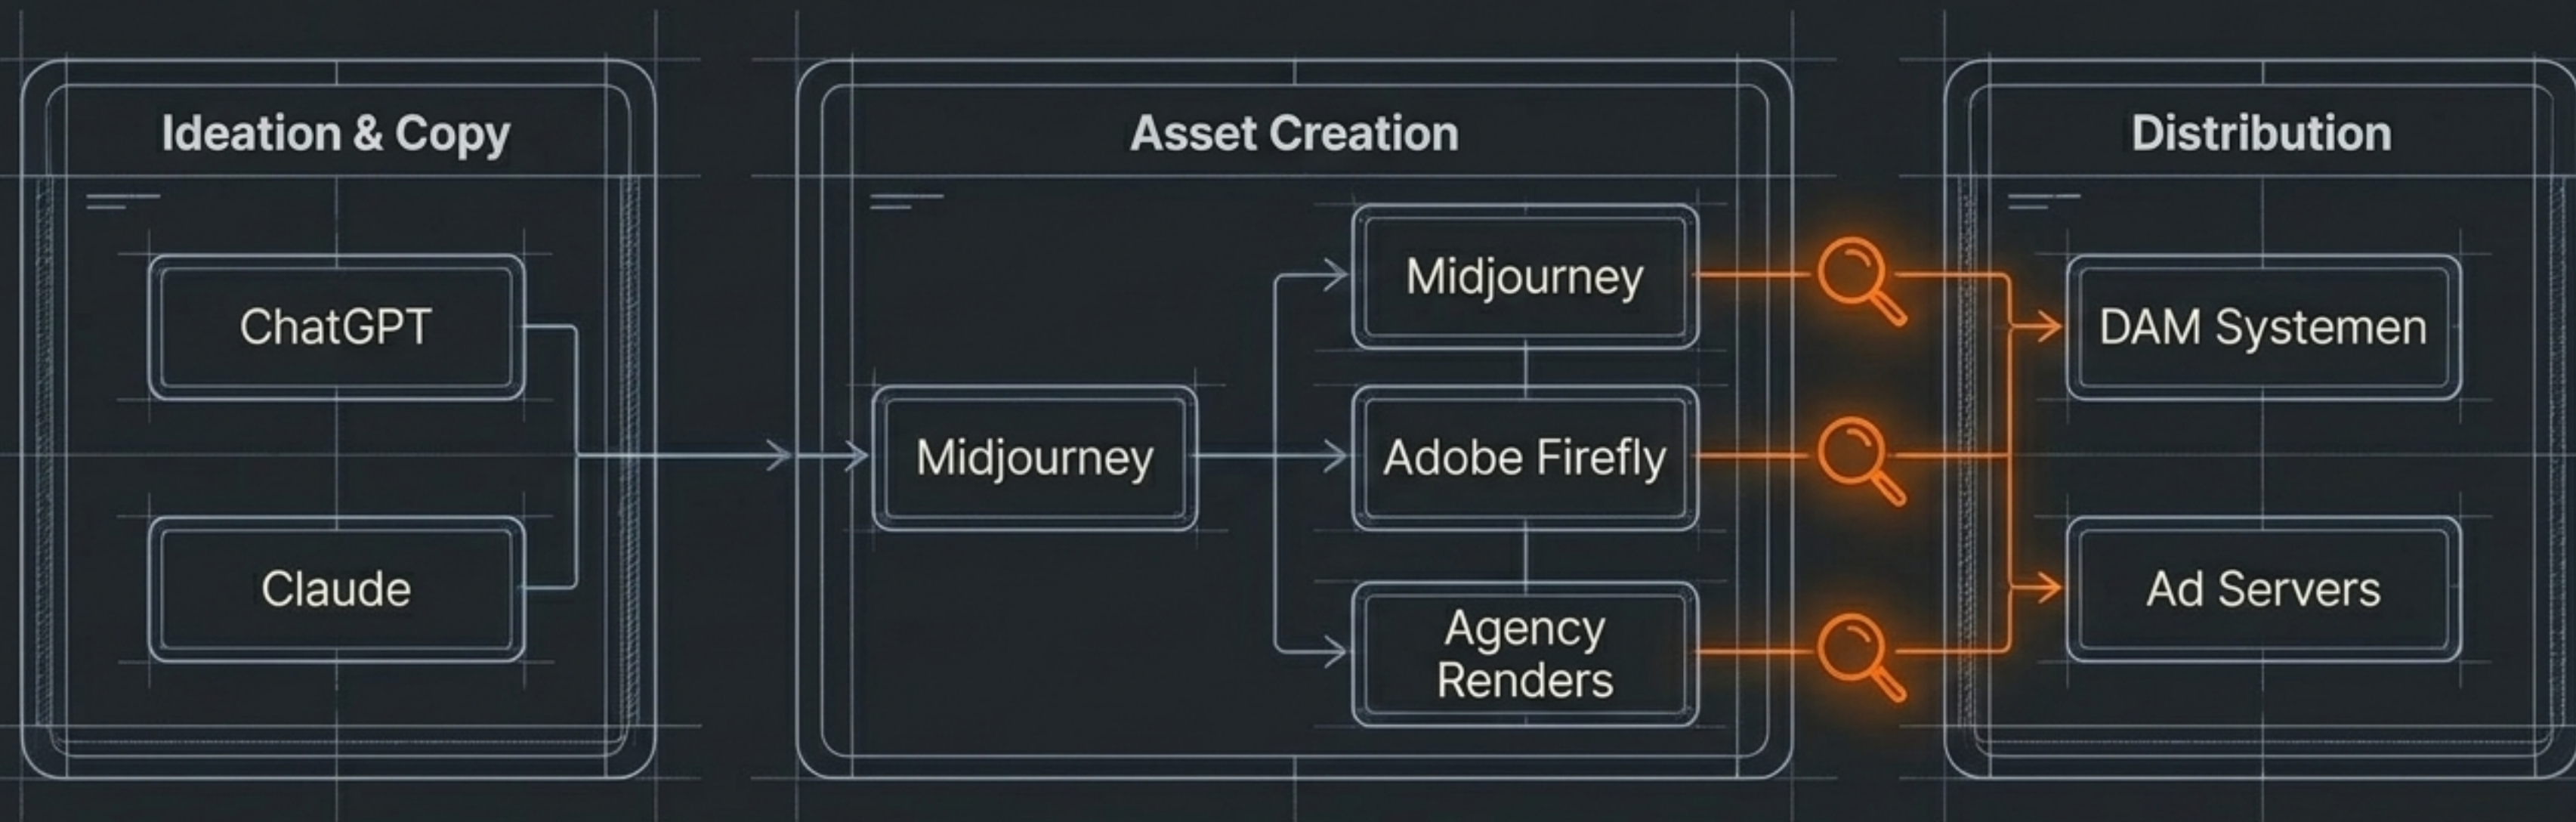 Ideation & Copy
ChatGPT
Claude
Asset Creation
Midjourney
Midjourney
Adobe Firefly
Agency
Renders
Distribution
DAM Systemen
Ad Servers